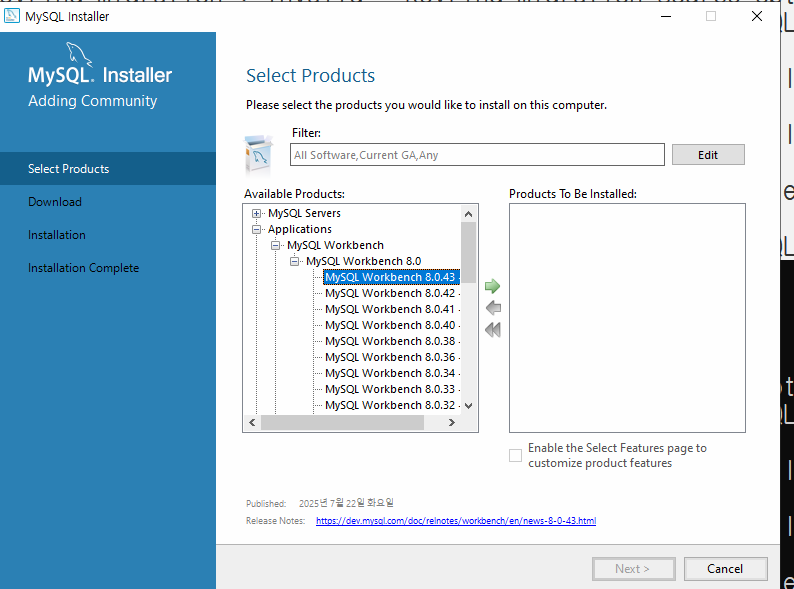 MySQL Installer
MySQL. Installer
Adding Community
Select Products
Download
Installation
Installation Complete
Select Products
Please select the products you would like to install on this computer.
Filter:
All Software,Current GA,Any
Edit
Available Products:
Products To Be Installed:
MySQL Servers
Applications
MySQL Workbench
MySQL Workbench 8.0
MySQL Workbench 8.0.43
MySQL Workbench 8.0.42 -
MySQL Workbench 8.0.41 -
MySQL Workbench 8.0.40 -
MySQL Workbench 8.0.38 -
MySQL Workbench 8.0.36 -
MySQL Workbench 8.0.34 -
MySQL Workbench 8.0.33 -
MySQL Workbench 8.0.32 -
Enable the Select Features page to
customize product features
Published: 2025년 7월 22일 화요일
Release Notes: https://dev.mysql.com/doc/relnotes/workbench/en/news-8-0-43.html
Next >
Cancel